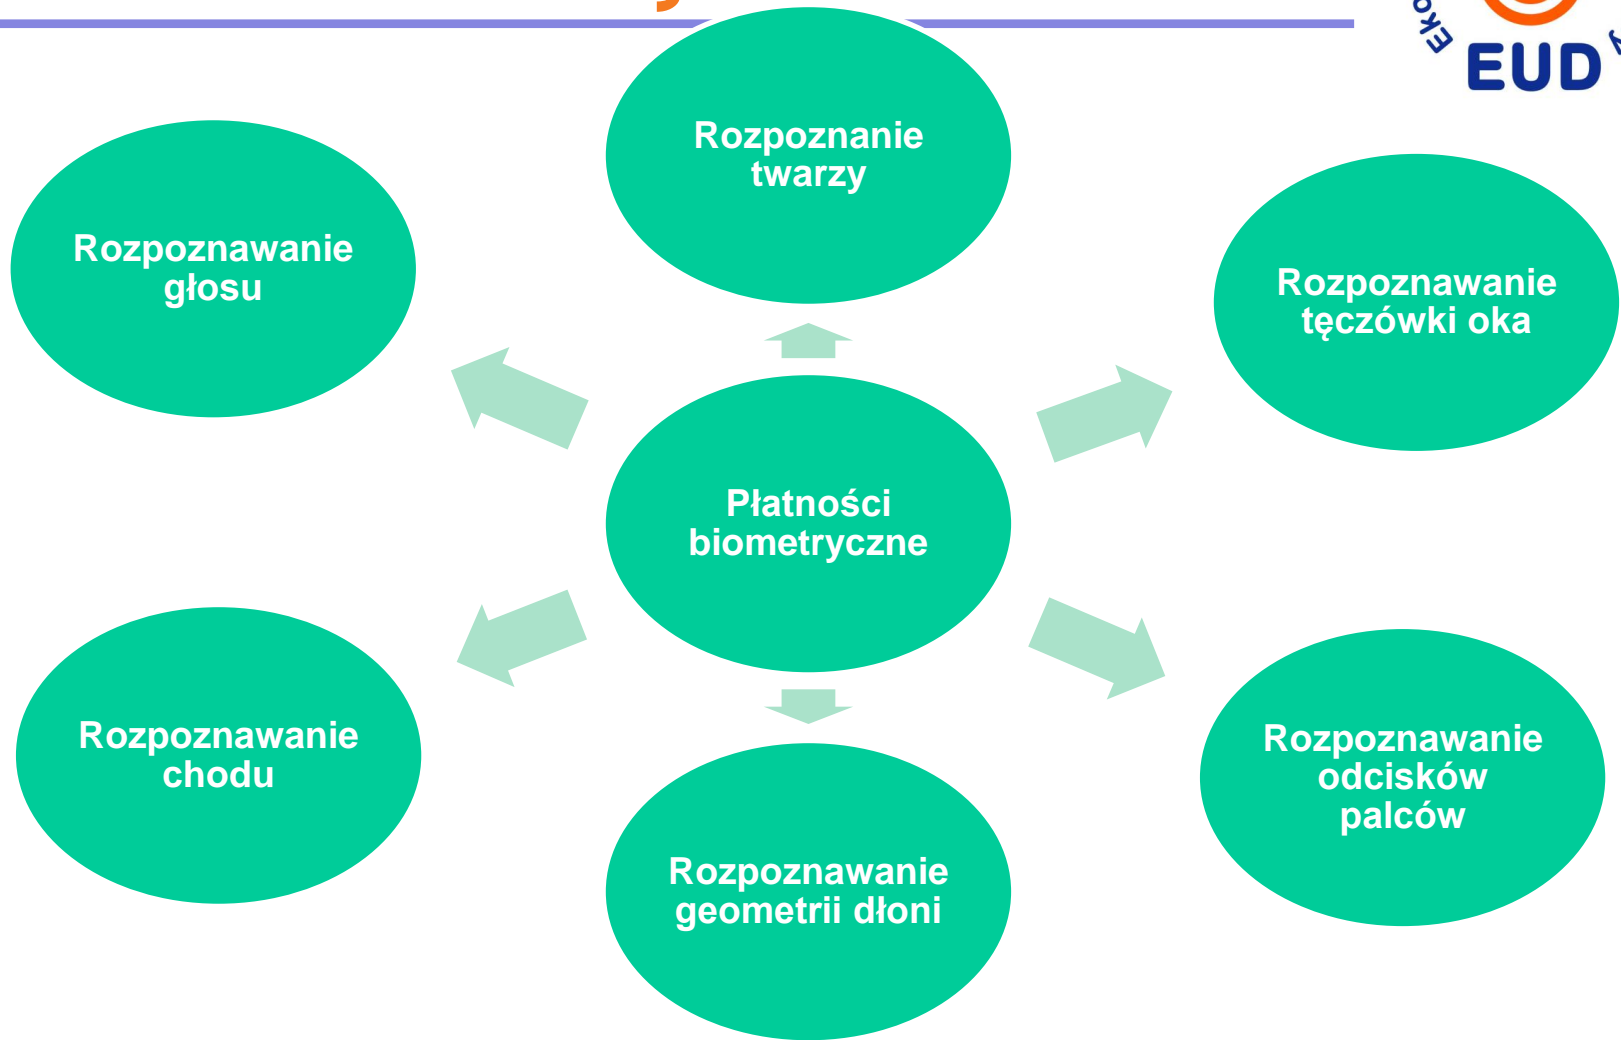 EUD
Rozpoznanie
twarzy
Rozpoznawanie
głosu
Rozpoznawanie
tęczówki oka
Płatności
biometryczne
Rozpoznawanie
chodu
Rozpoznawanie
odcisków
palców
Rozpoznawanie
geometrii dłoni